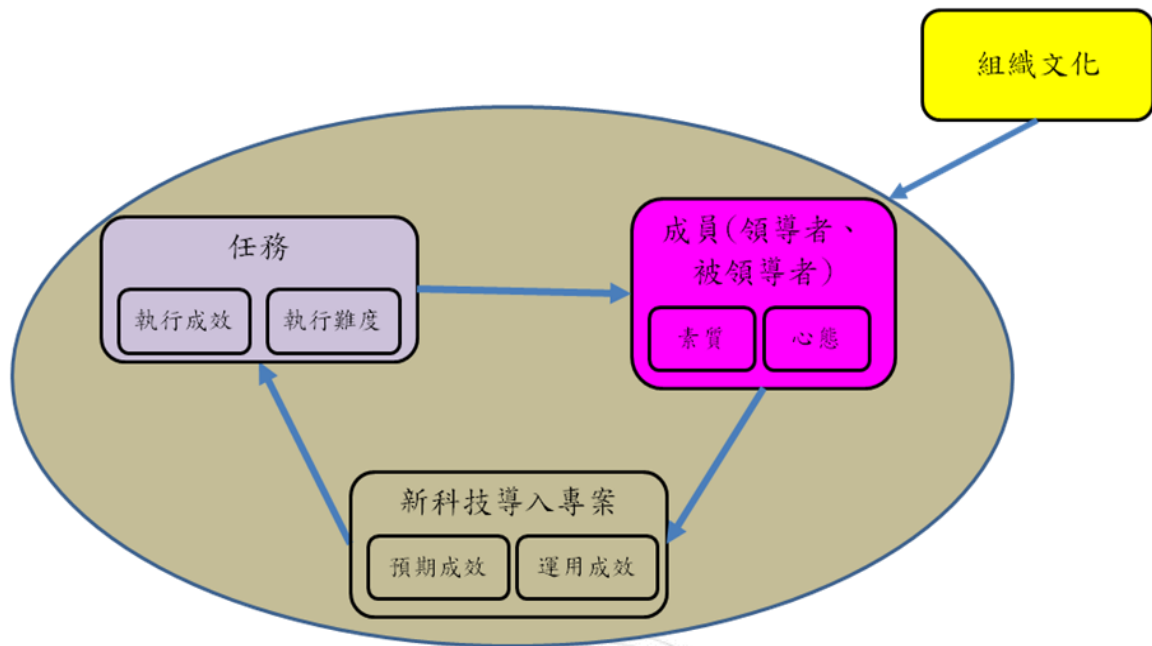 組織文化
任務
執行成效
執行難度
成員(領導者、
被領導者)
素質
心態
新科技導入專案
預期成效
運用成效